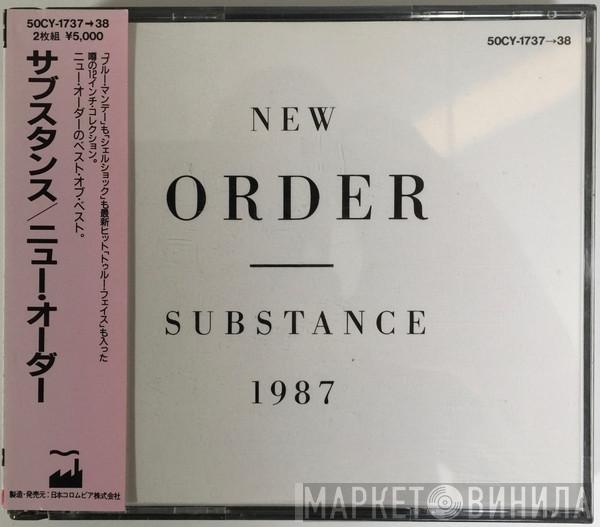 50CY-1737→38
2枚組 ¥5,000
「ブルー・マンデー」も、「シェルショック」も最新ヒット、「トゥルー・フェイス」も入った
噂の12インチ・コレクション。
ニュー・オーダーのベスト・オブ・ベスト。
サブスタンス/ニュー・オーダー
製造・発売元:日本コロムビア株式会社
50CY-1737→38
NEW
ORDER
SUBSTANCE
1987
МАРКЕТ ВИНИЛА